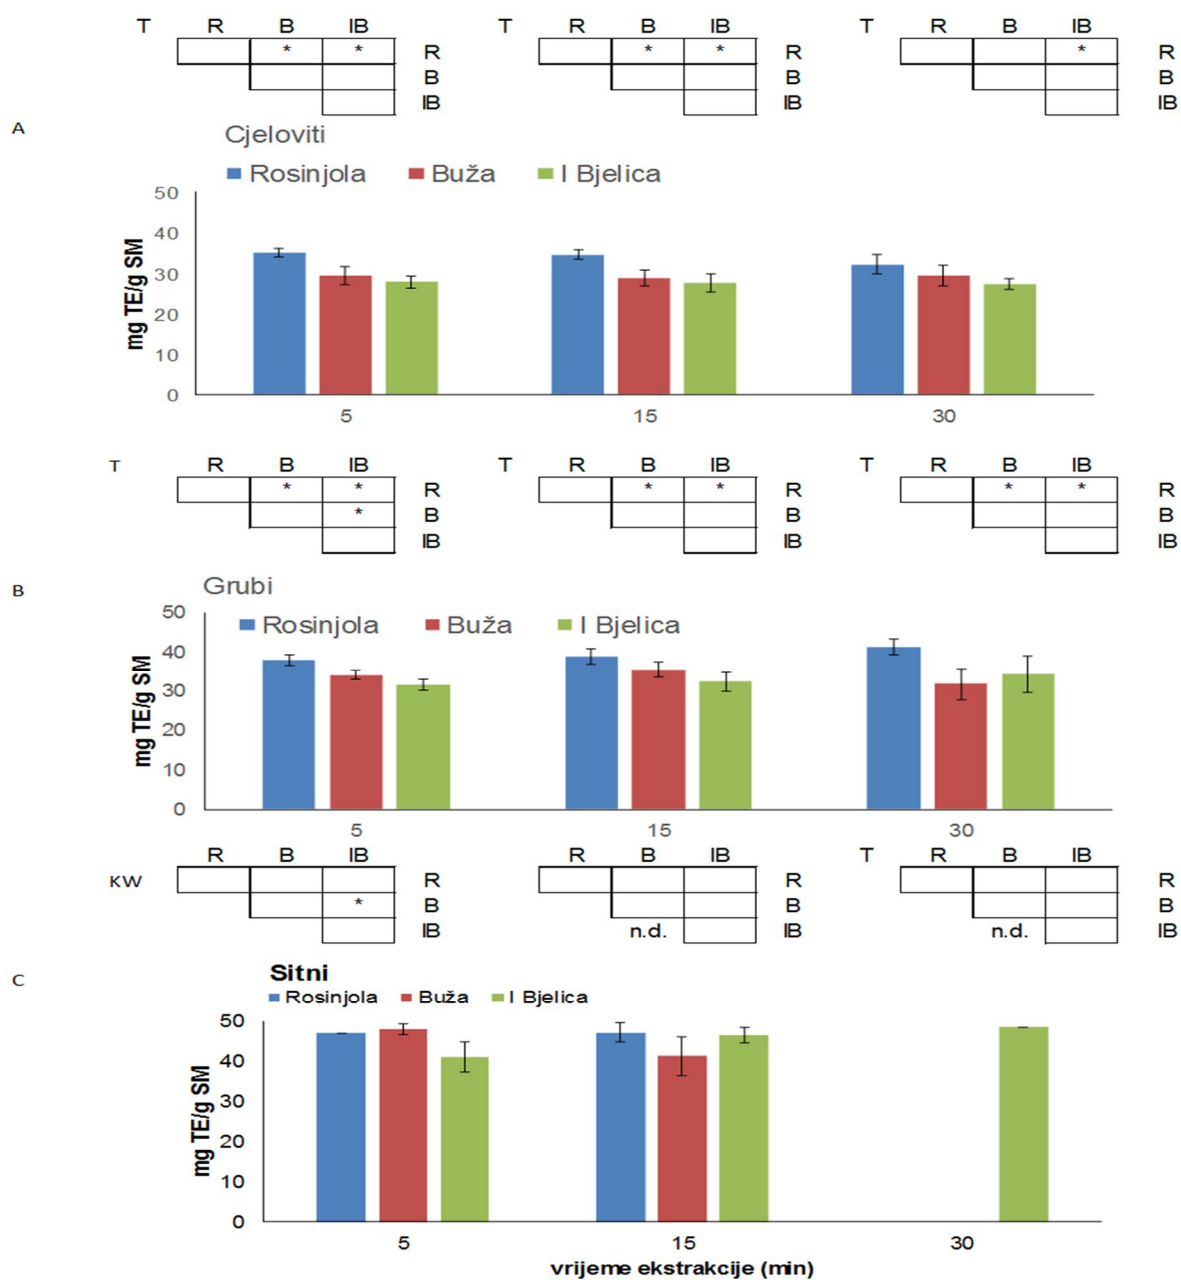 T R B IB T R B IB T R B IB
* * R * * R * R
B B B
IB IB IB
A
Cjeloviti
Rosinjola Buža I Bjelica
50
40
30
20
10
0
mg TE/g SM
5 15 30
T R B IB T R B IB T R B IB
* * R * * R * * R
* B B B
IB IB IB
B
Grubi
Rosinjola Buža I Bjelica
50
40
30
20
10
0
mg TE/g SM
5 15 30
R B IB R B IB T R B IB
KW R R R
* B B B
IB n.d. IB n.d. IB
C
Sitni
Rosinjola Buža I Bjelica
50
40
30
20
10
0
mg TE/g SM
5 15 30
vrijeme ekstrakcije (min)